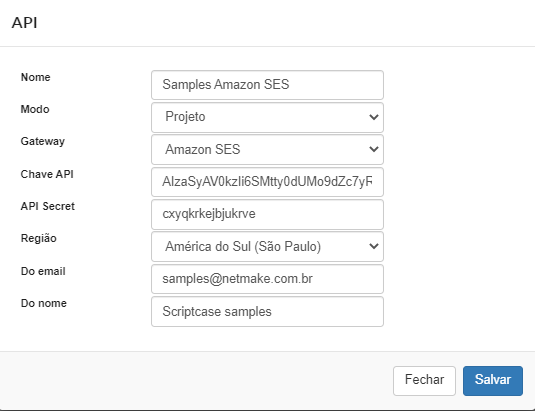 API
Nome Samples Amazon SES
Modo Projeto
Gateway Amazon SES
Chave API AIzaSyAV0kzIi6SMtty0dUMo9dZc7yR
API Secret cxyqkrkejbjukrve
Região América do Sul (São Paulo)
Do email samples@netmake.com.br
Do nome Scriptcase samples
Fechar Salvar